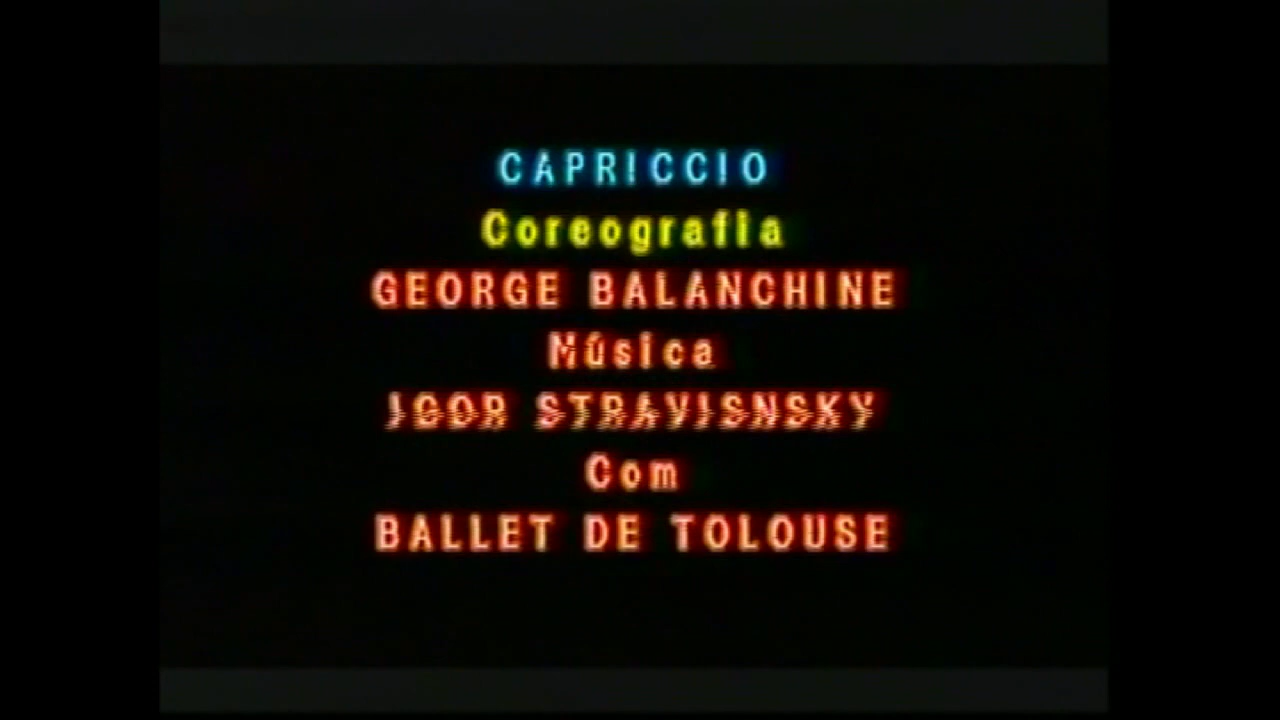 CAPRICCIO
Coreografia
GEORGE BALANCHINE
Música
IGOR STRAVISNSKY
Com
BALLET DE TOLOUSE